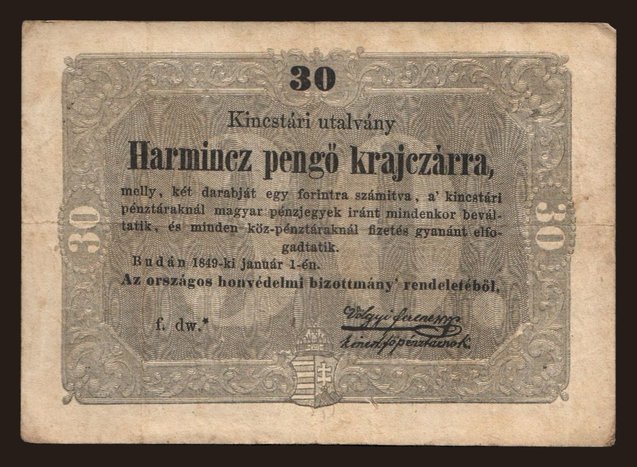 30
Kincstári utalvány
Harmincz pengő krajczárra,
melly, két darabját egy forintra számitva, a' kincstári
pénztáraknál magyar pénzjegyek iránt mindenkor bevál-
tatik, és minden köz-pénztáraknál fizetés gyanánt elfo-
gadtatik.
Budán 1849-ki január 1-én.
Az országos honvédelmi bizottmány' rendeletéböl,
f. dw.*
30
30